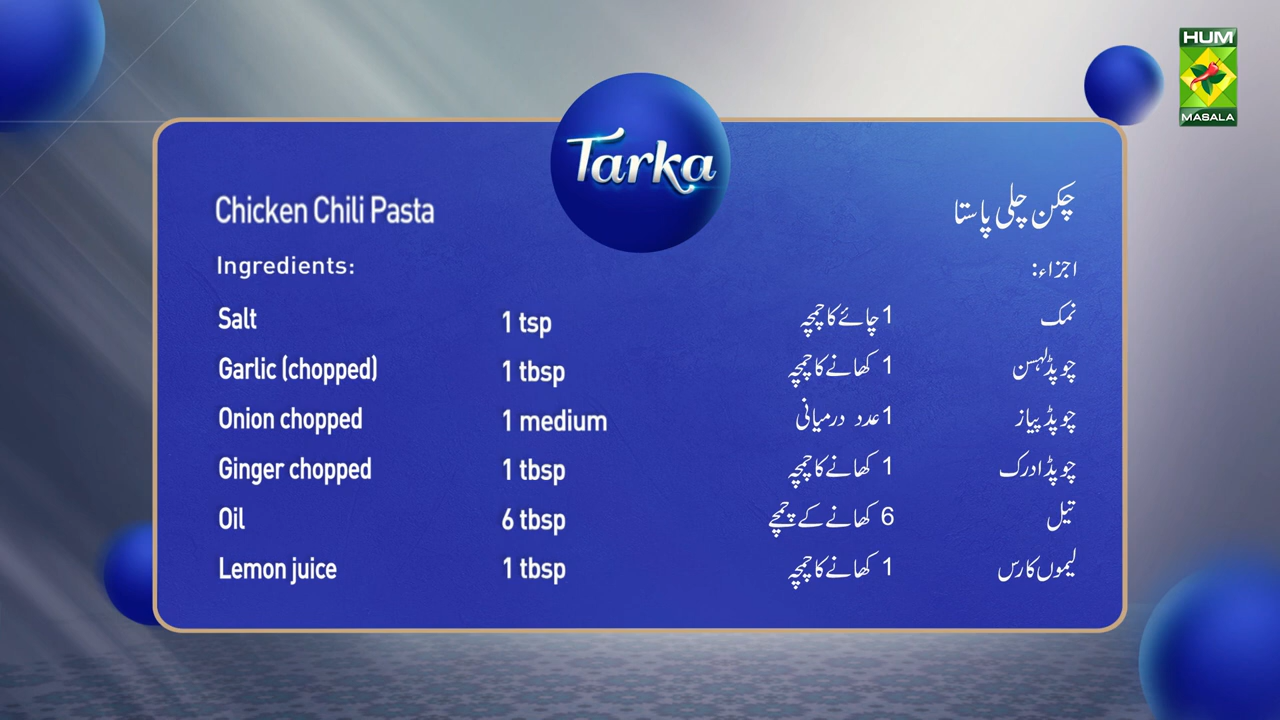 HUM
MASALA
Tarka
Chicken Chili Pasta چکن چلی پاستا
Ingredients: اجزاء:
Salt 1 tsp 1 چائے کا چمچہ نمک
Garlic (chopped) 1 tbsp 1 کھانے کا چمچہ چوپڈ لہسن
Onion chopped 1 medium 1 عدد درمیانی چوپڈ پیاز
Ginger chopped 1 tbsp 1 کھانے کا چمچہ چوپڈ ادرک
Oil 6 tbsp 6 کھانے کے چمچے تیل
Lemon juice 1 tbsp 1 کھانے کا چمچہ لیموں کا رس